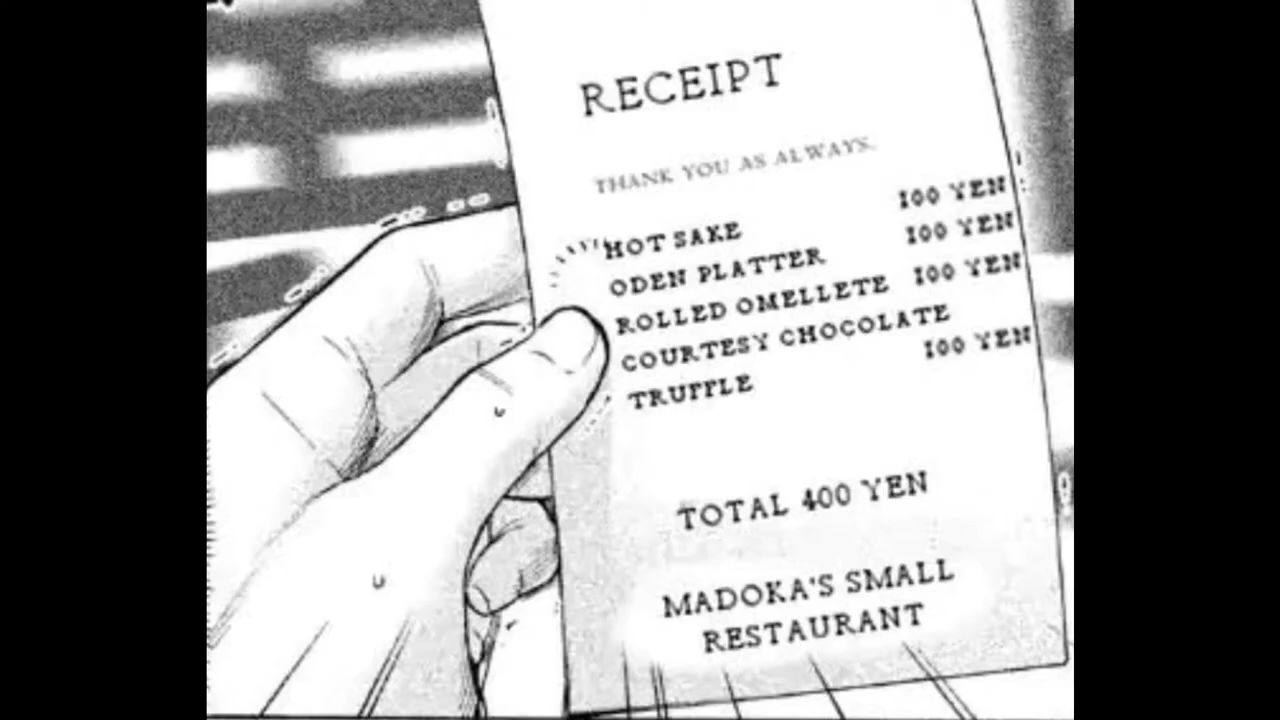 RECEIPT
THANK YOU AS ALWAYS.
HOT SAKE 100 YEN
ODEN PLATTER 100 YEN
ROLLED OMELLETE 100 YEN
COURTESY CHOCOLATE
TRUFFLE 100 YEN
TOTAL 400 YEN
MADOKA'S SMALL
RESTAURANT